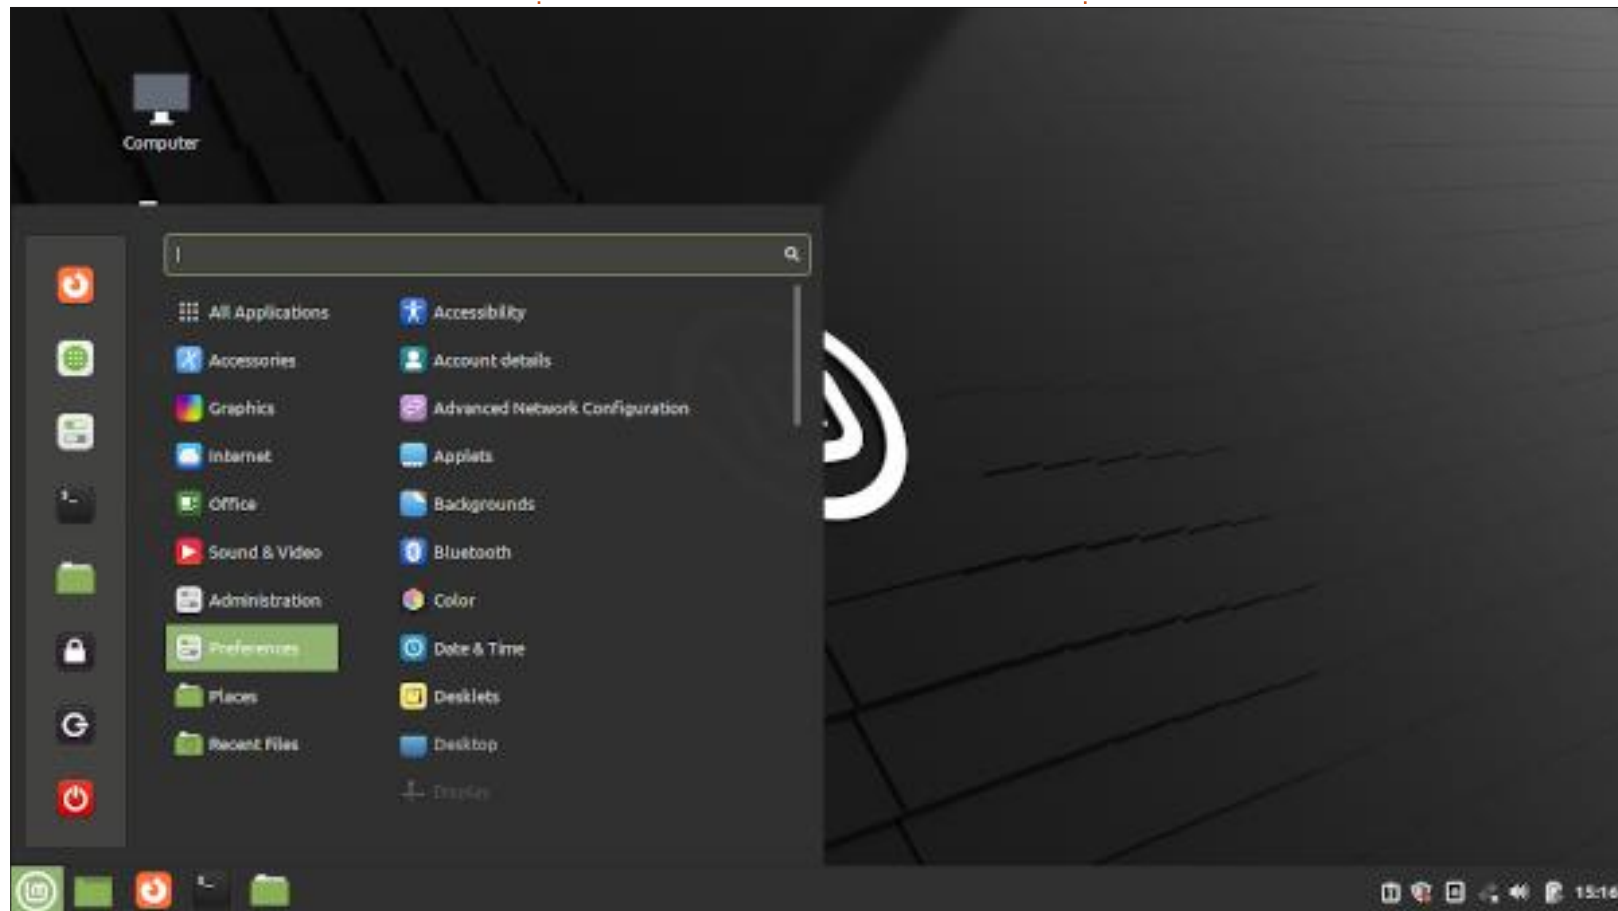 Computer
All Applications
Accessories
Graphics
Internet
Office
Sound & Video
Administration
Preferences
Places
Recent Files
Accessibility
Account details
Advanced Network Configuration
Applets
Backgrounds
Bluetooth
Color
Date & Time
Desklets
Desktop
Display
15:16